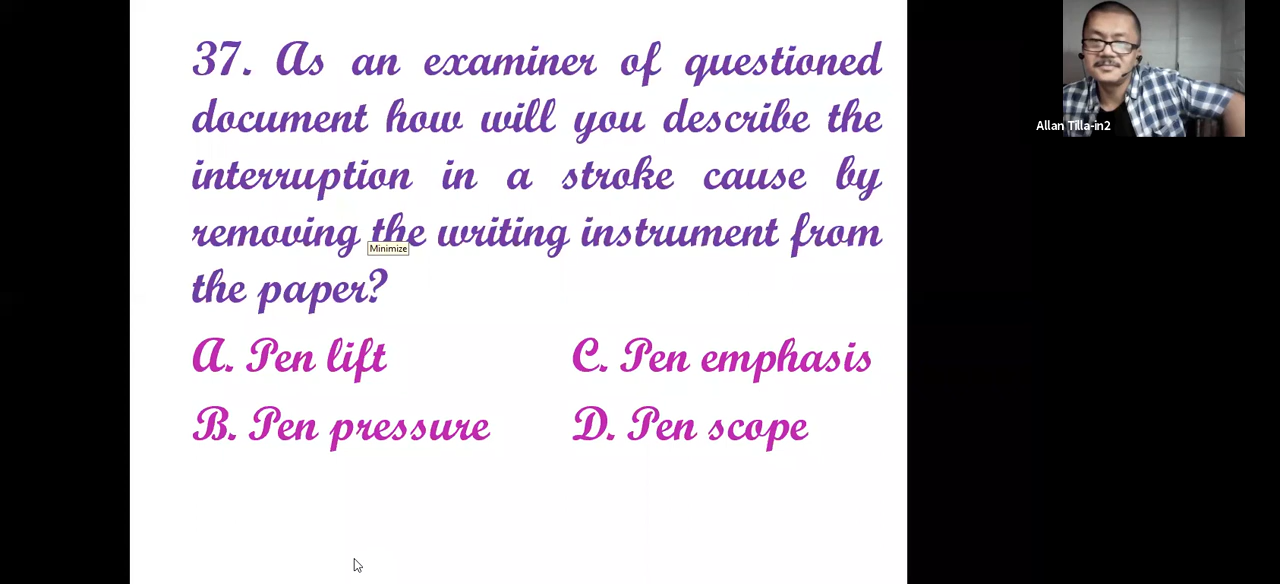 37. As an examiner of questioned
document how will you describe the
interruption in a stroke cause by
removing the writing instrument from
the paper?
A. Pen lift
C. Pen emphasis
B. Pen pressure
D. Pen scope
Minimize
Allan Tilla-in2